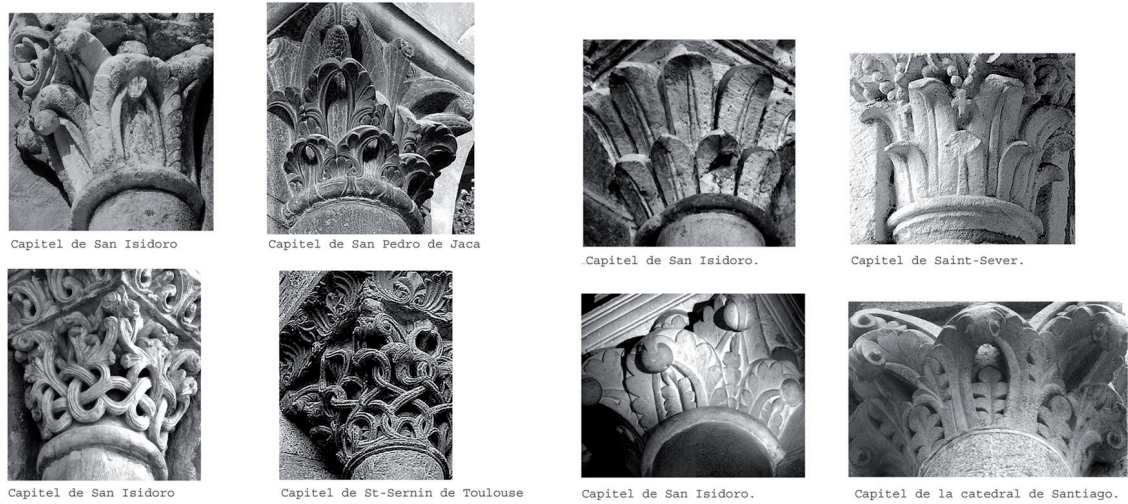 Capitel de San Isidoro
Capitel de San Pedro de Jaca
Capitel de San Isidoro.
Capitel de Saint-Sever.
Capitel de San Isidoro
Capitel de St-Sernin de Toulouse
Capitel de San Isidoro.
Capitel de la catedral de Santiago.